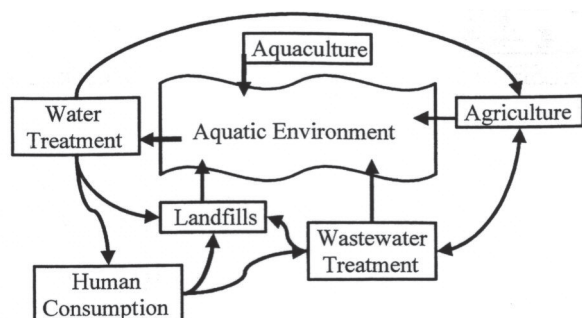 Aquaculture
Water
Treatment
Aquatic Environment
Agriculture
Landfills
Wastewater
Treatment
Human
Consumption